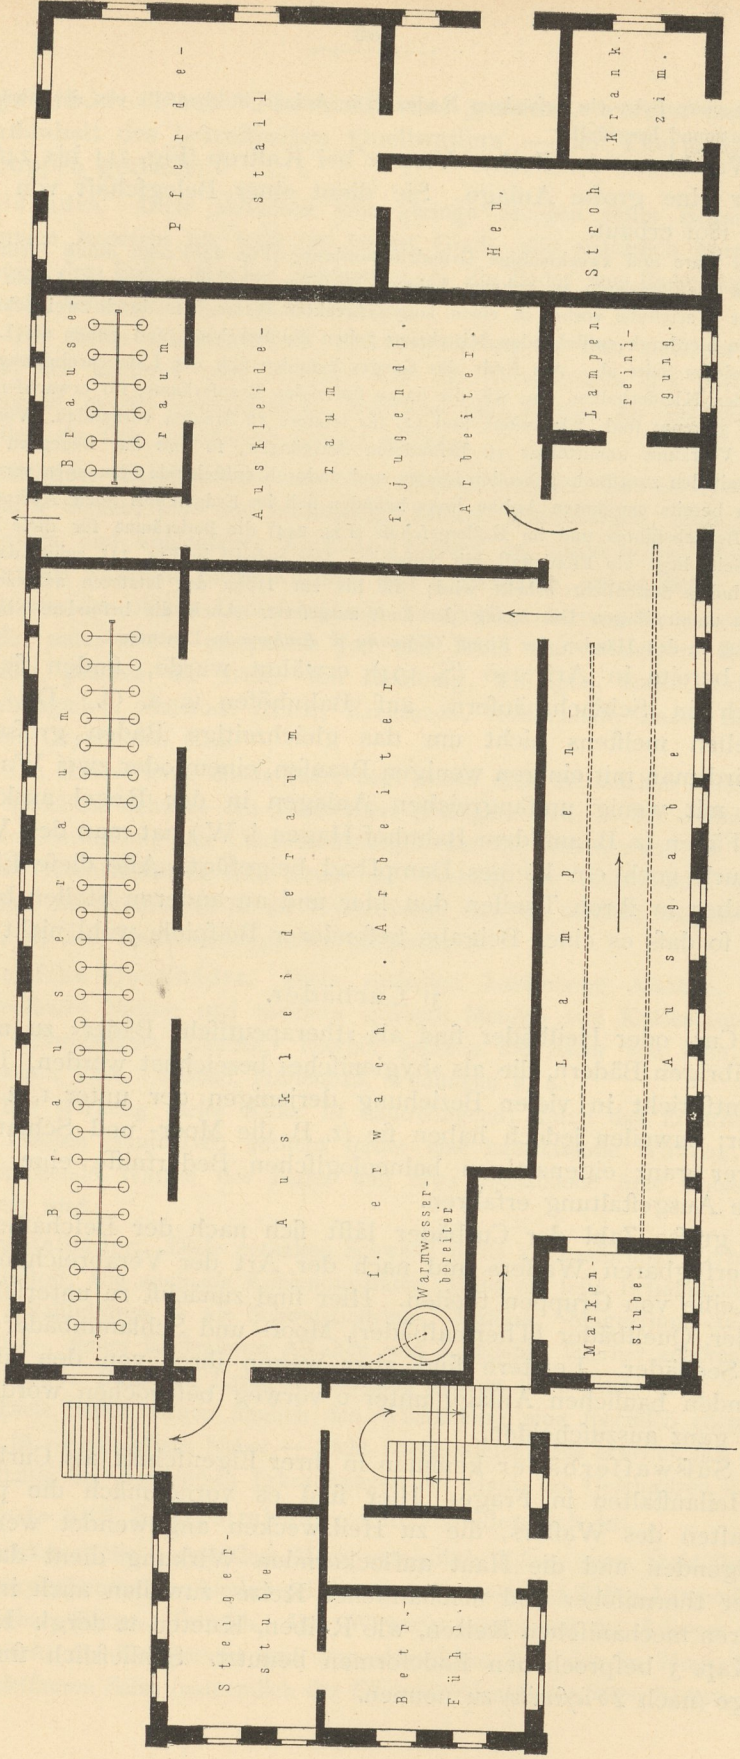 Pferde-
stall
Krank.
zim.
Heu,
Stroh
Brause-
raum
Auskleide-
raum
f. jugendl.
Arbeiter.
Lampen-
reini-
gung.
Brauseraum
Auskleideraum
f. erwachs. Arbeiter
Lampen-
Ausgabe
Warmwasser-
bereiter
Marken-
stube.
Steiger-
stube
Betr.-
Führ.